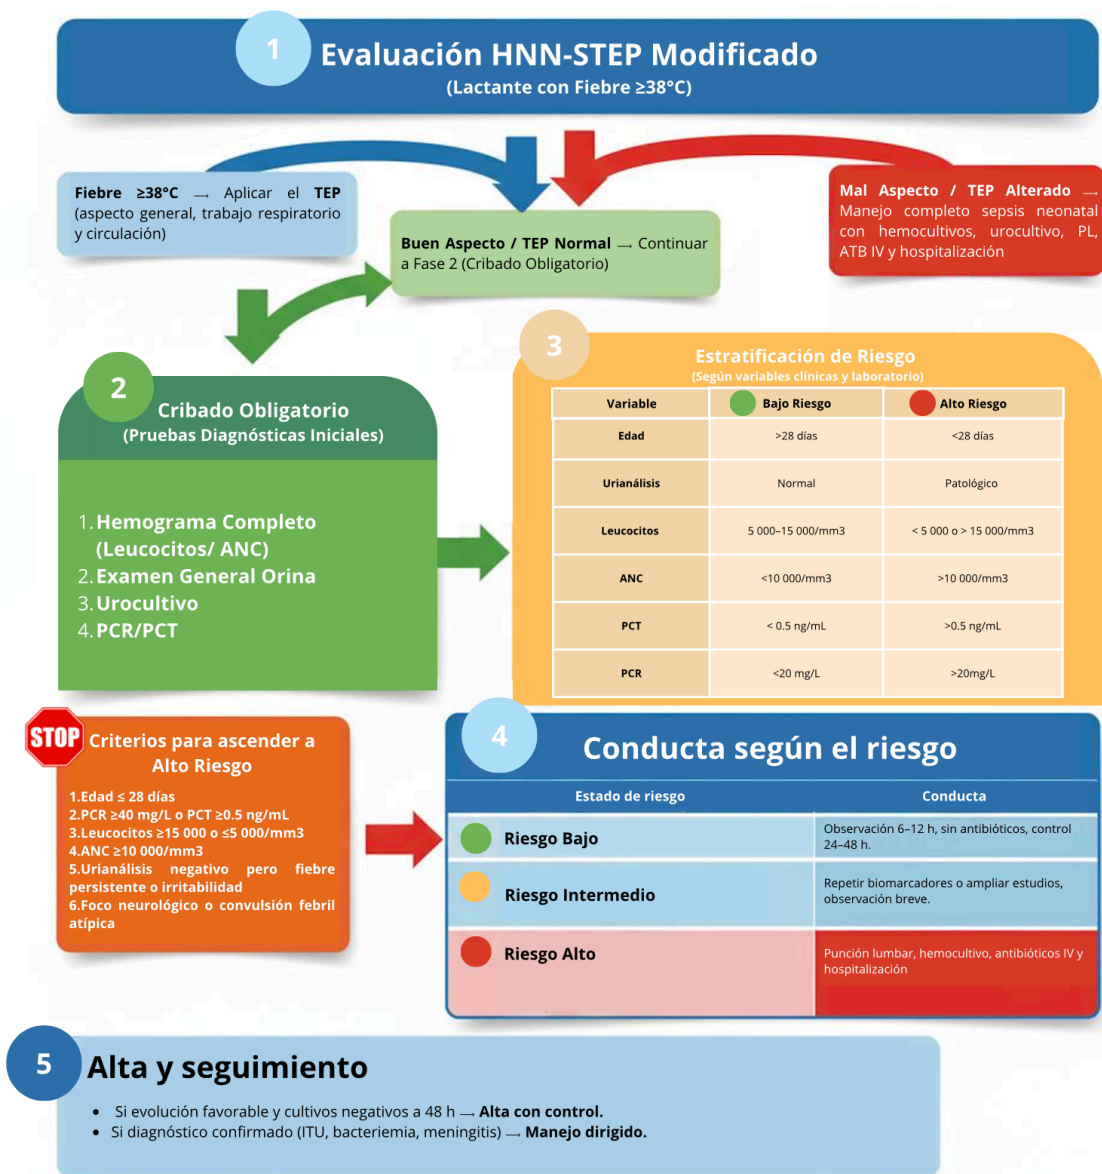 1
Evaluación HNN-STEP Modificado
(Lactante con Fiebre ≥38°C)
Fiebre ≥38°C → Aplicar el TEP
(aspecto general, trabajo respiratorio
y circulación)
Buen Aspecto / TEP Normal → Continuar
a Fase 2 (Cribado Obligatorio)
Mal Aspecto / TEP Alterado →
Manejo completo sepsis neonatal
con hemocultivos, urocultivo, PL,
ATB IV y hospitalización
2
Cribado Obligatorio
(Pruebas Diagnósticas Iniciales)
1. Hemograma Completo
(Leucocitos/ ANC)
2. Examen General Orina
3. Urocultivo
4. PCR/PCT
3
Estratificación de Riesgo
(Según variables clínicas y laboratorio)
Variable Bajo Riesgo Alto Riesgo
Edad >28 días <28 días
Urianálisis Normal Patológico
Leucocitos 5 000–15 000/mm3 < 5 000 o > 15 000/mm3
ANC <10 000/mm3 >10 000/mm3
PCT < 0.5 ng/mL >0.5 ng/mL
PCR <20 mg/L >20mg/L
STOP
Criterios para ascender a
Alto Riesgo
1.Edad ≤ 28 días
2.PCR ≥40 mg/L o PCT ≥0.5 ng/mL
3.Leucocitos ≥15 000 o ≤5 000/mm3
4.ANC ≥10 000/mm3
5.Urianálisis negativo pero fiebre
persistente o irritabilidad
6.Foco neurológico o convulsión febril
atípica
4
Conducta según el riesgo
Estado de riesgo Conducta
Riesgo Bajo
Observación 6–12 h, sin antibióticos, control
24–48 h.
Riesgo Intermedio
Repetir biomarcadores o ampliar estudios,
observación breve.
Riesgo Alto
Punción lumbar, hemocultivo, antibióticos IV y
hospitalización
5
Alta y seguimiento
• Si evolución favorable y cultivos negativos a 48 h → Alta con control.
• Si diagnóstico confirmado (ITU, bacteriemia, meningitis) → Manejo dirigido.